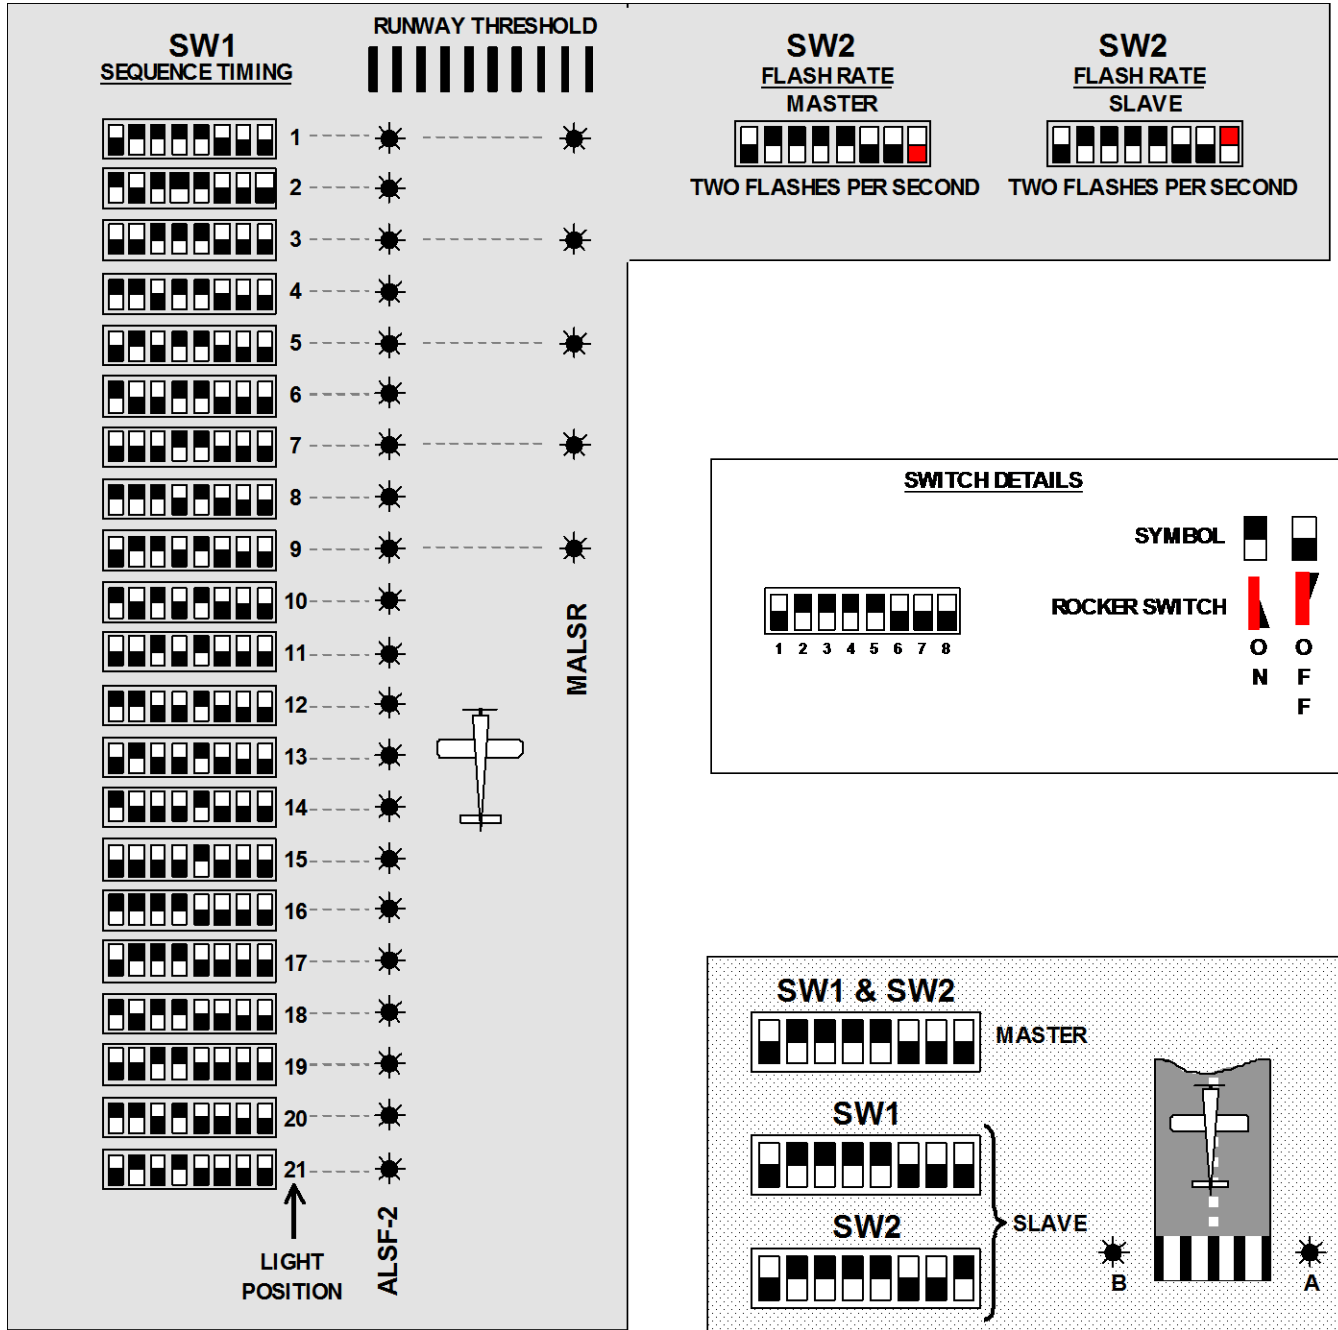 SW1
SEQUENCE TIMING
RUNWAY THRESHOLD
1
2
3
4
5
6
7
8
9
10
11
12
13
14
15
16
17
18
19
20
21
LIGHT
POSITION
ALSF-2
MALSR
SW2
FLASH RATE
MASTER
TWO FLASHES PER SECOND
SW2
FLASH RATE
SLAVE
TWO FLASHES PER SECOND
SWITCH DETAILS
SYMBOL
ROCKER SWITCH
1 2 3 4 5 6 7 8
O O
N F
F
SW1 & SW2
MASTER
SW1
SW2
SLAVE
B
A